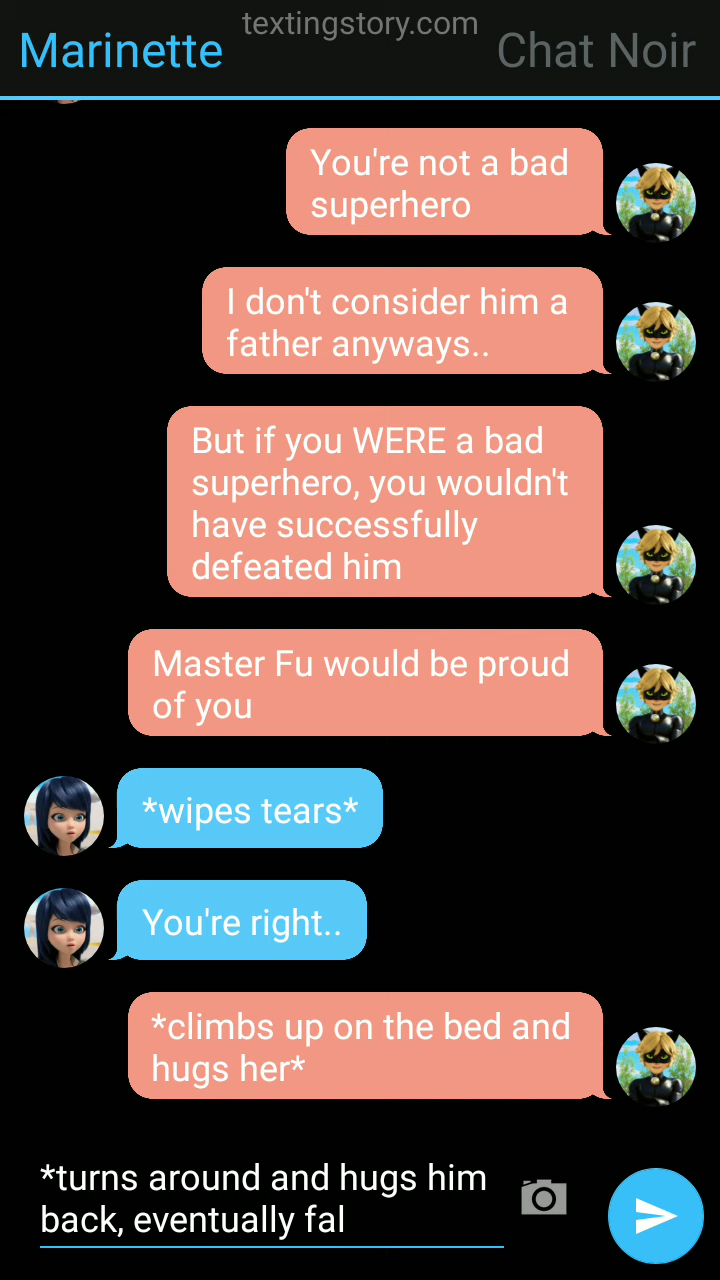 textingstory.com
Marinette
Chat Noir
You're not a bad
superhero
I don't consider him a
father anyways..
But if you WERE a bad
superhero, you wouldn't
have successfully
defeated him
Master Fu would be proud
of you
*wipes tears*
You're right..
*climbs up on the bed and
hugs her*
*turns around and hugs him
back, eventually fal